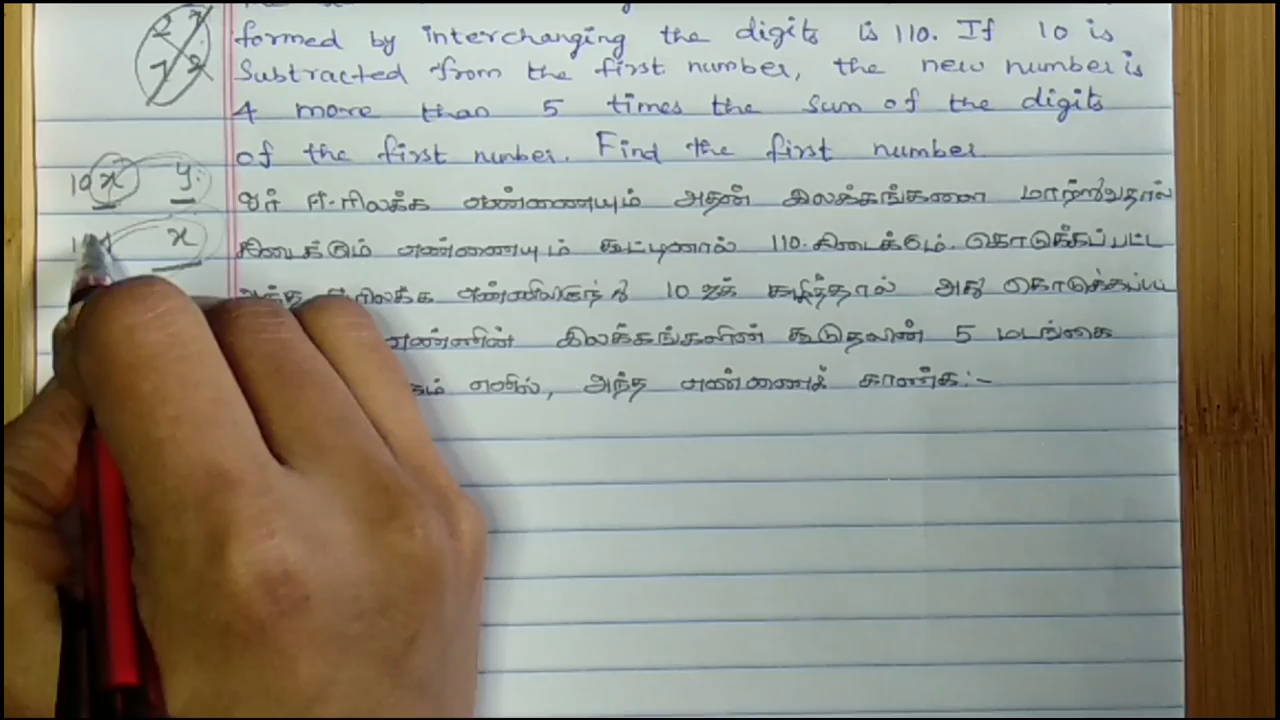 formed by interchanging the digits is 110. If 10 is
Subtracted from the first number, the new number is
4 more than 5 times the sum of the digits
of the first number. Find the first number
10x y
ஓர் ஈரிலக்க எண்ணையும் அதன் இலக்கங்களை மாற்றுவதால்
x
கிடைக்கும் எண்ணையும் கூட்டினால் 110 கிடைக்கும். கொடுக்கப்பட்ட
10 ஐக் கழித்தால் அது
எண்ணின் இலக்கங்களின் கூடுதலின் 5 மடங்கை
எனில், அந்த எண்ணைக் காண்க:-